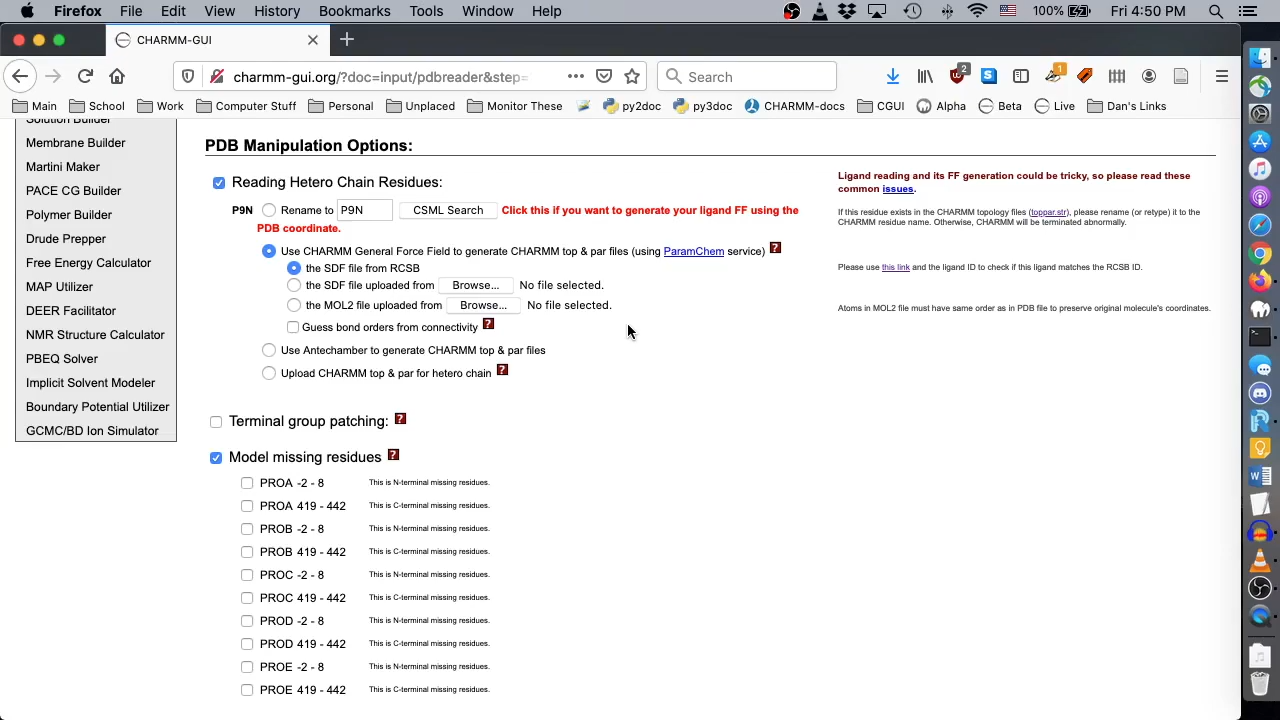 Firefox File Edit View History Bookmarks Tools Window Help 100% Fri 4:50 PM
CHARMM-GUI
charmm-gui.org/?doc=input/pdbreader&step= Search 2 1
Main School Work Computer Stuff Personal Unplaced Monitor These py2doc py3doc CHARMM-docs CGUI Alpha Beta Live Dan's Links
Solution Builder
Membrane Builder
Martini Maker
PACE CG Builder
Polymer Builder
Drude Prepper
Free Energy Calculator
MAP Utilizer
DEER Facilitator
NMR Structure Calculator
PBEQ Solver
Implicit Solvent Modeler
Boundary Potential Utilizer
GCMC/BD Ion Simulator
PDB Manipulation Options:
Reading Hetero Chain Residues:
P9N Rename to P9N CSML Search Click this if you want to generate your ligand FF using the
PDB coordinate.
Use CHARMM General Force Field to generate CHARMM top & par files (using ParamChem service) ?
the SDF file from RCSB
the SDF file uploaded from Browse... No file selected.
the MOL2 file uploaded from Browse... No file selected.
Guess bond orders from connectivity ?
Use Antechamber to generate CHARMM top & par files
Upload CHARMM top & par for hetero chain ?
Ligand reading and its FF generation could be tricky, so please read these
common issues.
If this residue exists in the CHARMM topology files (toppar.str), please rename (or retype) it to the
CHARMM residue name. Otherwise, CHARMM will be terminated abnormally.
Please use this link and the ligand ID to check if this ligand matches the RCSB ID.
Atoms in MOL2 file must have same order as in PDB file to preserve original molecule's coordinates.
Terminal group patching: ?
Model missing residues ?
PROA -2 - 8 This is N-terminal missing residues.
PROA 419 - 442 This is C-terminal missing residues.
PROB -2 - 8 This is N-terminal missing residues.
PROB 419 - 442 This is C-terminal missing residues.
PROC -2 - 8 This is N-terminal missing residues.
PROC 419 - 442 This is C-terminal missing residues.
PROD -2 - 8 This is N-terminal missing residues.
PROD 419 - 442 This is C-terminal missing residues.
PROE -2 - 8 This is N-terminal missing residues.
PROE 419 - 442 This is C-terminal missing residues.